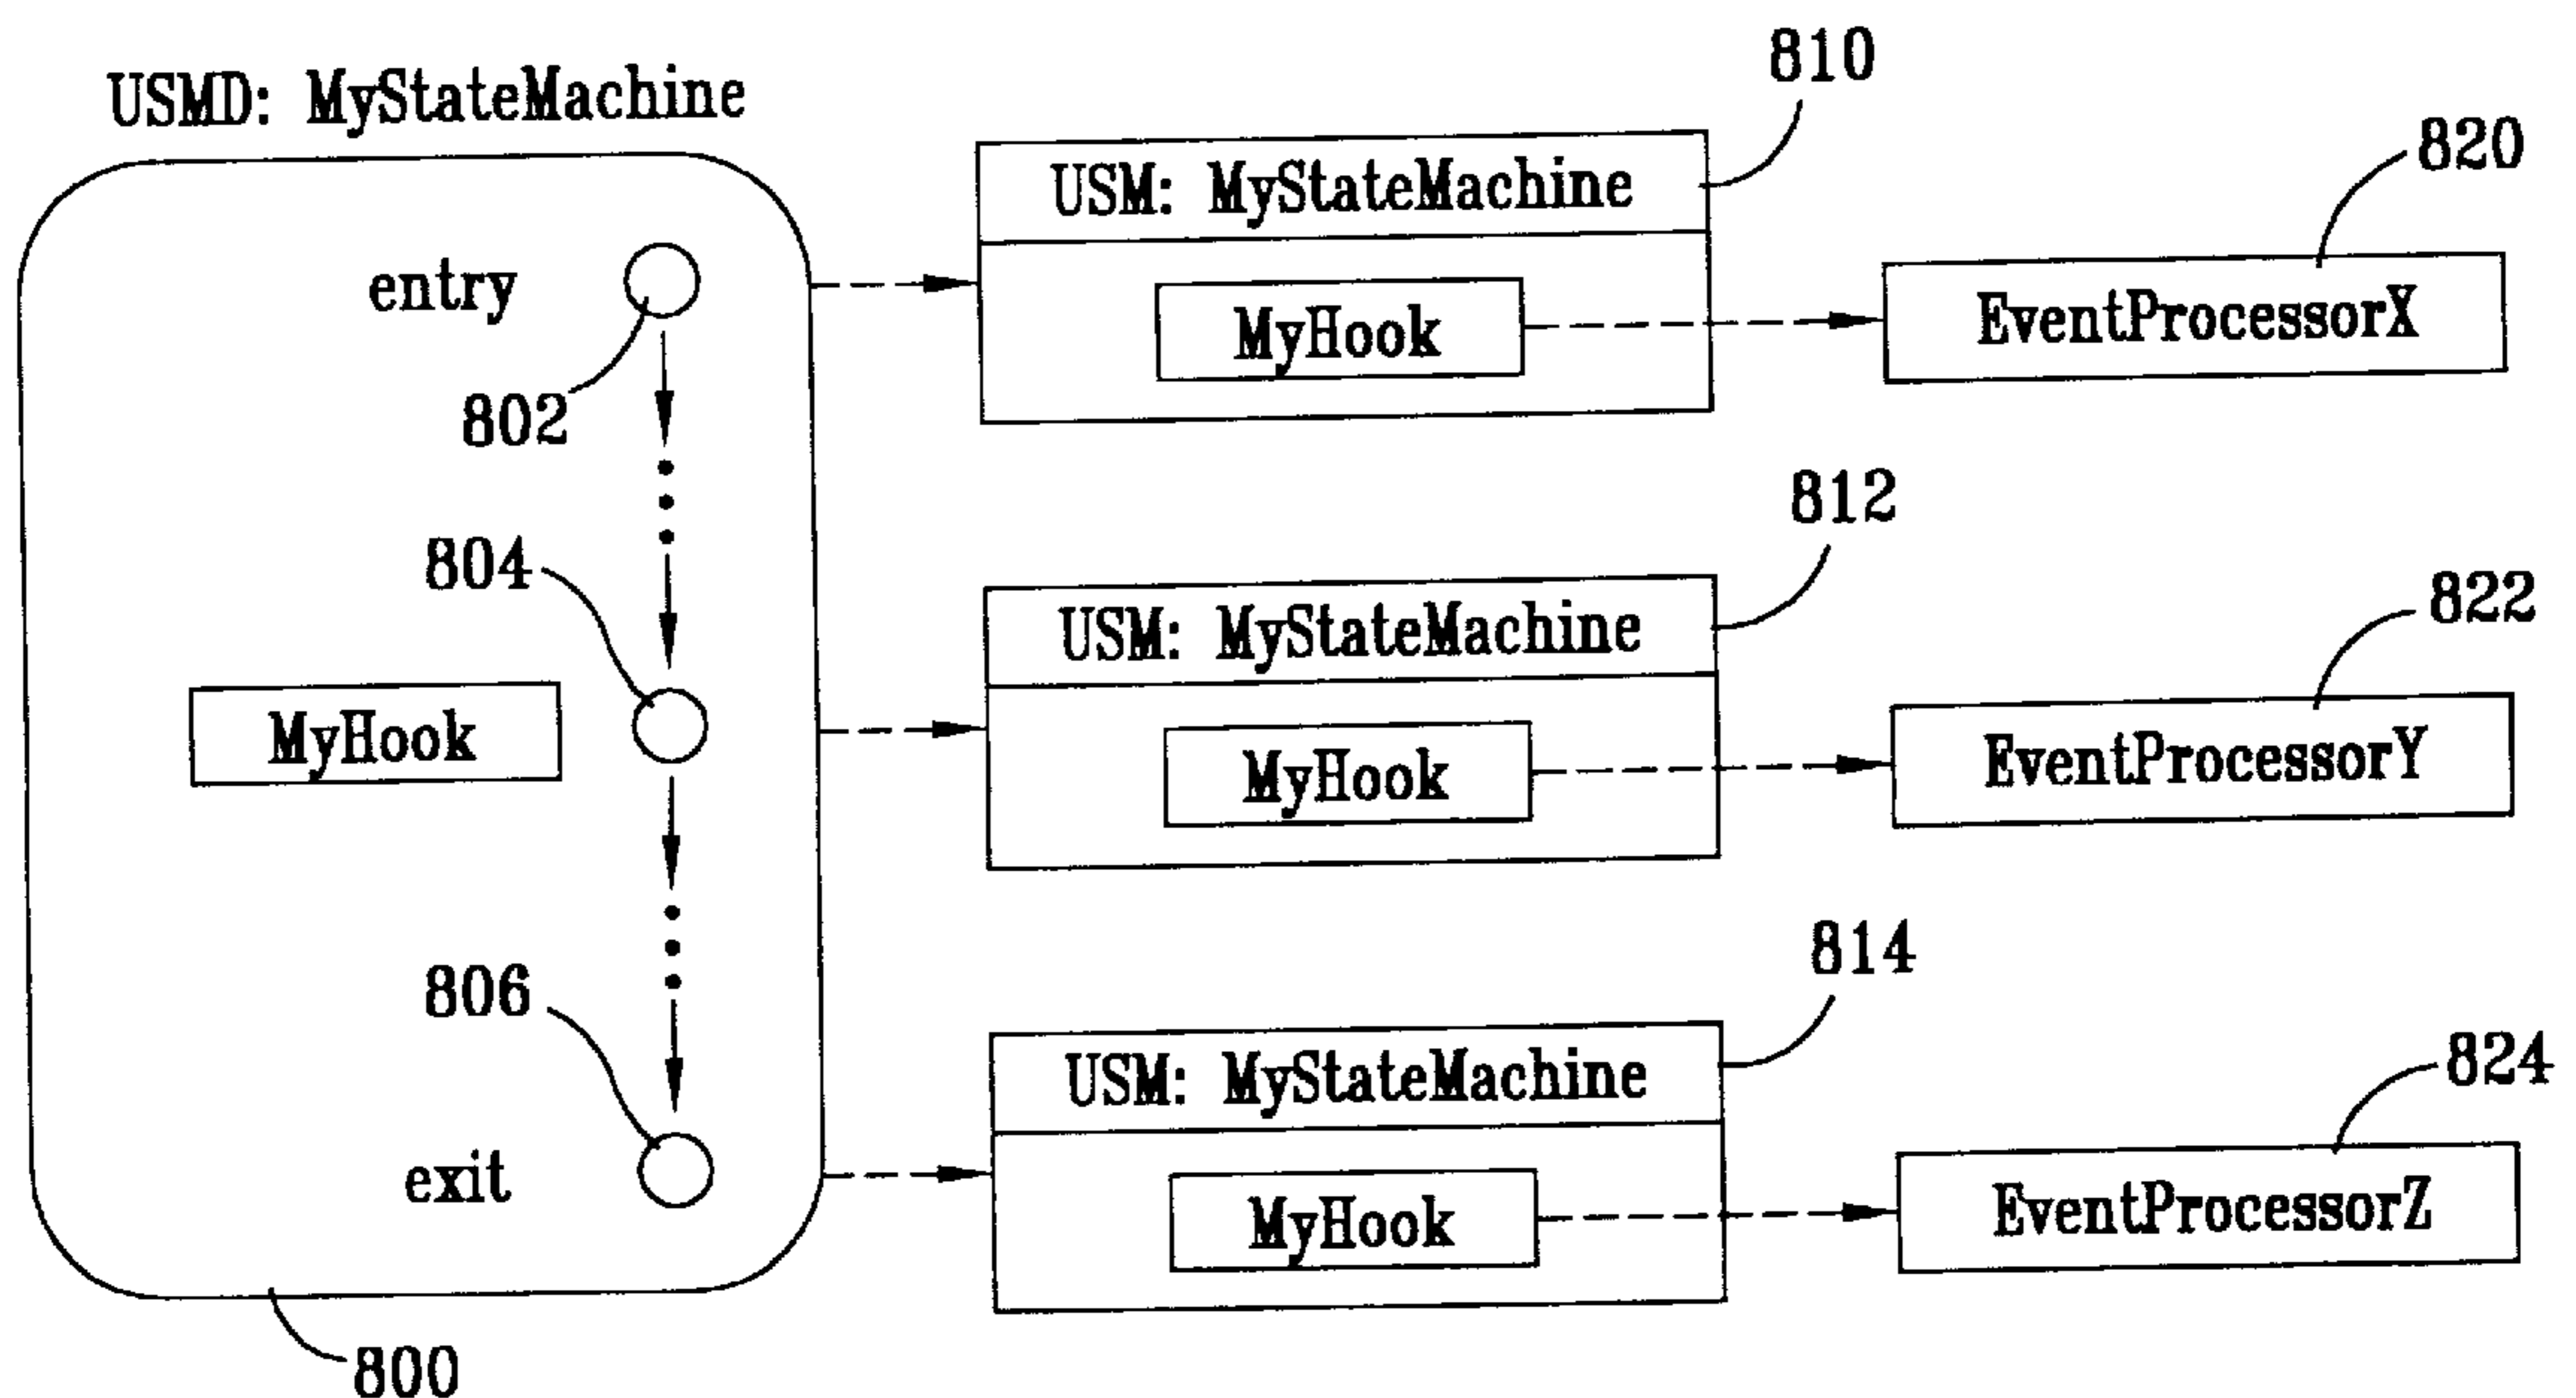 USMD: MyStateMachine
entry
802
804
MyHook
806
exit
800
810
USM: MyStateMachine
MyHook
820
EventProcessorX
812
USM: MyStateMachine
MyHook
822
EventProcessorY
814
USM: MyStateMachine
MyHook
824
EventProcessorZ